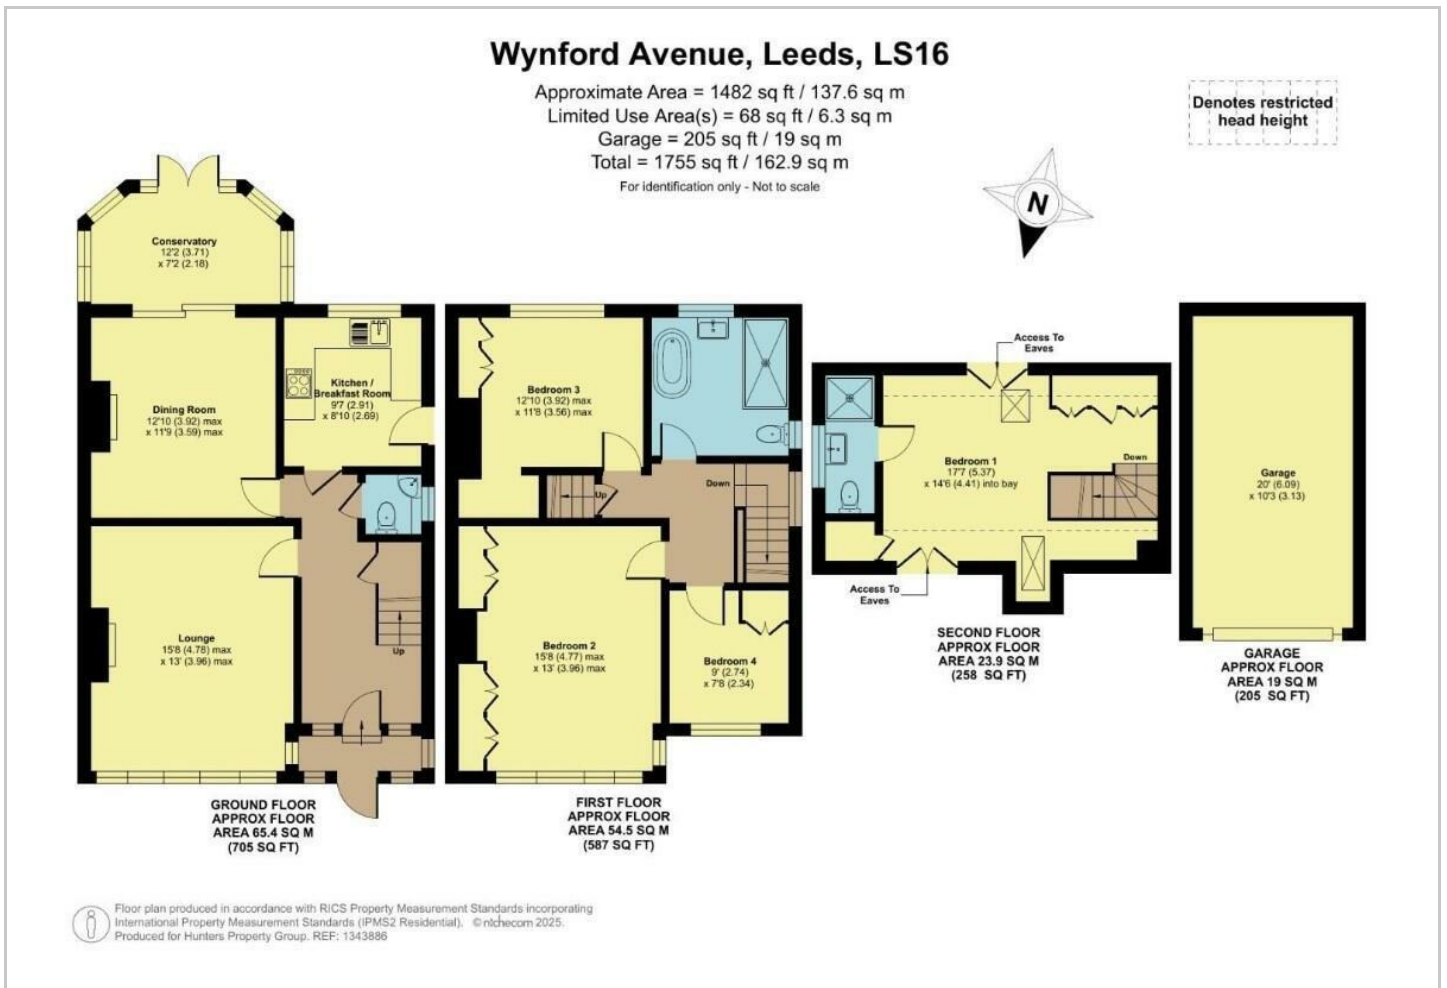 Wynford Avenue, Leeds, LS16
Approximate Area = 1482 sq ft / 137.6 sq m
Limited Use Area(s) = 68 sq ft / 6.3 sq m
Garage = 205 sq ft / 19 sq m
Total = 1755 sq ft / 162.9 sq m
For identification only - Not to scale
Denotes restricted
head height
N
Conservatory
12'2 (3.71)
x 7'2 (2.18)
Kitchen /
Breakfast Room
9'7 (2.91)
x 8'10 (2.69)
Dining Room
12'10 (3.92) max
x 11'9 (3.59) max
Lounge
15'8 (4.78) max
x 13' (3.96) max
Up
GROUND FLOOR
APPROX FLOOR
AREA 65.4 SQ M
(705 SQ FT)
Bedroom 3
12'10 (3.92) max
x 11'8 (3.56) max
Up
Down
Bedroom 2
15'8 (4.77) max
x 13' (3.96) max
Bedroom 4
9' (2.74)
x 7'8 (2.34)
FIRST FLOOR
APPROX FLOOR
AREA 54.5 SQ M
(587 SQ FT)
Access To
Eaves
Bedroom 1
17'7 (5.37)
x 14'6 (4.41) into bay
Down
Access To
Eaves
SECOND FLOOR
APPROX FLOOR
AREA 23.9 SQ M
(258 SQ FT)
Garage
20' (6.09)
x 10'3 (3.13)
GARAGE
APPROX FLOOR
AREA 19 SQ M
(205 SQ FT)
Floor plan produced in accordance with RICS Property Measurement Standards incorporating
International Property Measurement Standards (IPMS2 Residential). © nichecom 2025.
Produced for Hunters Property Group. REF: 1343886